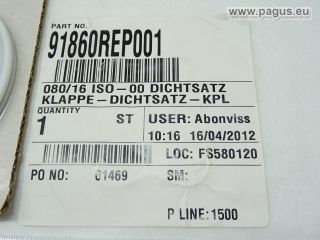 www.pagus.eu
PART NO.
91860REP001
080/16 ISO-00 DICHTSATZ
KLAPPE-DICHTSATZ-KPL
QUANTITY
1 ST USER: Abonviss
10:16 16/04/2012
LOC: FS580120
PO NO: 61469 SM:
P LINE: 1500